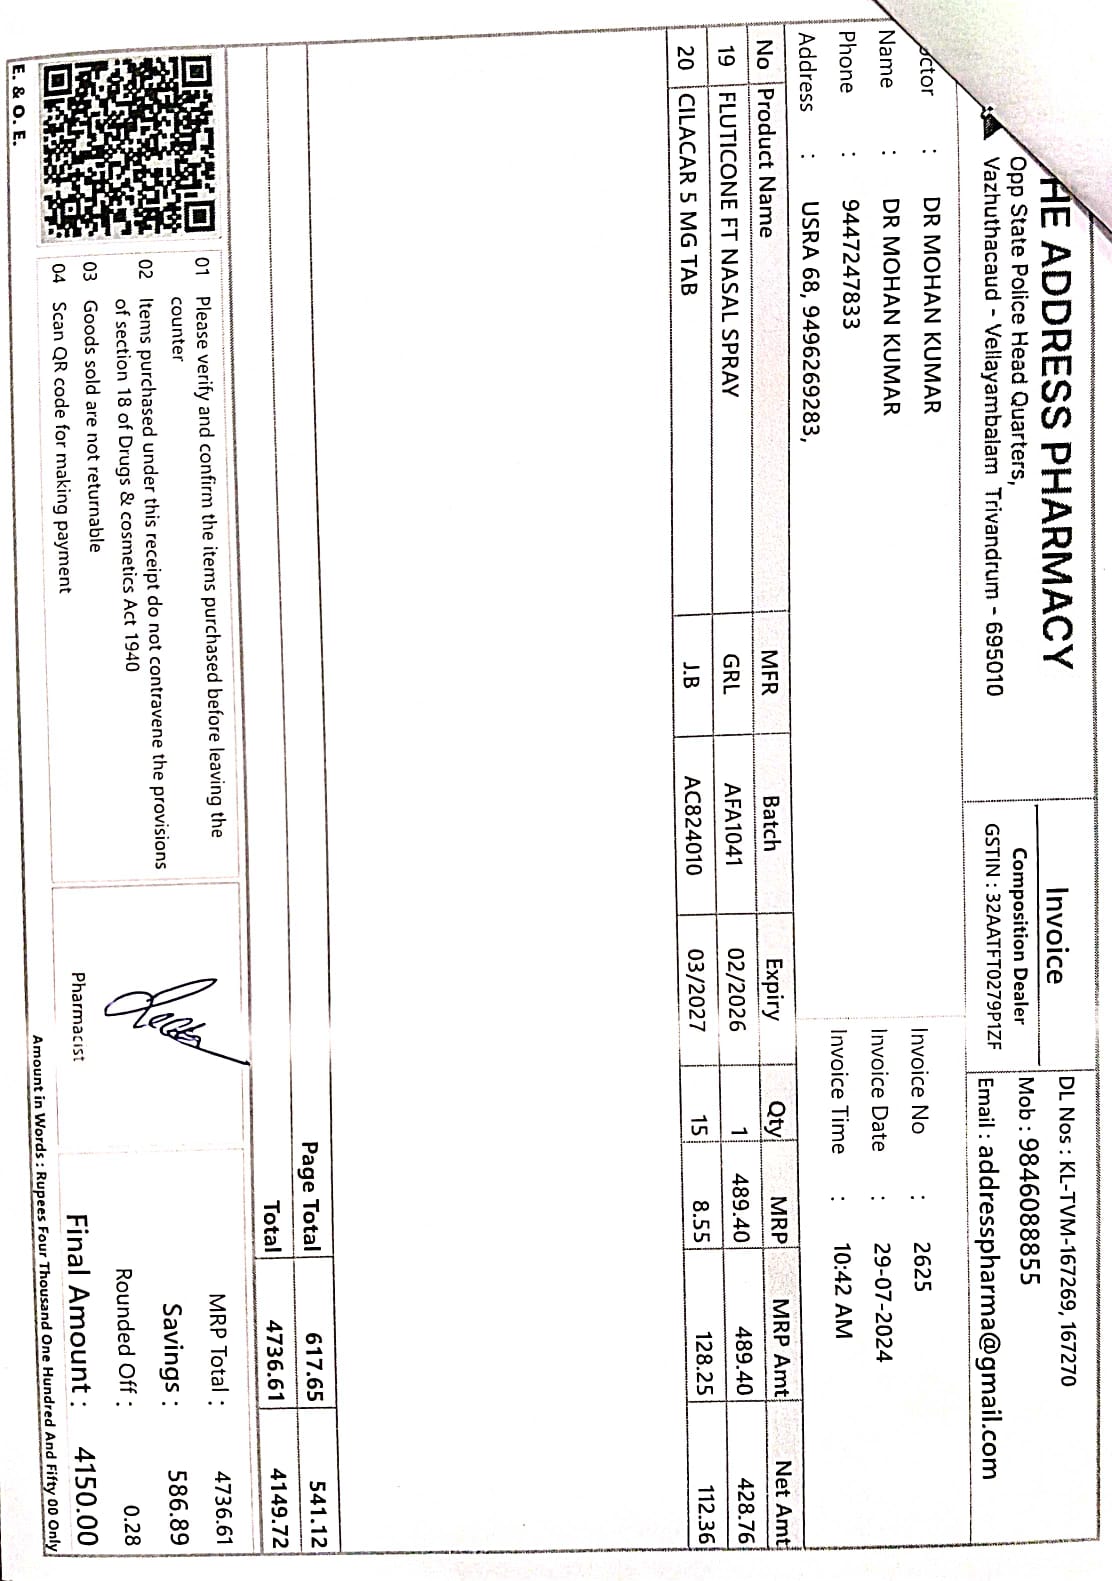 HE ADDRESS PHARMACY
Opp State Police Head Quarters,
Vazhuthacaud - Vellayambalam Trivandrum - 695010
Invoice
Composition Dealer
GSTIN : 32AATFT0279P1ZF
DL Nos : KL-TVM-167269, 167270
Mob : 9846088855
Email : addresspharma@gmail.com
ctor : DR MOHAN KUMAR
Name : DR MOHAN KUMAR
Phone : 9447247833
Address : USRA 68, 9496269283,
Invoice No : 2625
Invoice Date : 29-07-2024
Invoice Time : 10:42 AM
No Product Name MFR Batch Expiry Qty MRP MRP Amt Net Amt
19 FLUTICONE FT NASAL SPRAY GRL AFA1041 02/2026 1 489.40 489.40 428.76
20 CILACAR 5 MG TAB J.B AC824010 03/2027 15 8.55 128.25 112.36
Page Total 617.65 541.12
Total 4736.61 4149.72
01 Please verify and confirm the items purchased before leaving the
counter
02 Items purchased under this receipt do not contravene the provisions
of section 18 of Drugs & cosmetics Act 1940
03 Goods sold are not returnable
04 Scan QR code for making payment
E. & O. E.
Pharmacist
MRP Total : 4736.61
Savings : 586.89
Rounded Off : 0.28
Final Amount : 4150.00
Amount in Words : Rupees Four Thousand One Hundred And Fifty 00 Only